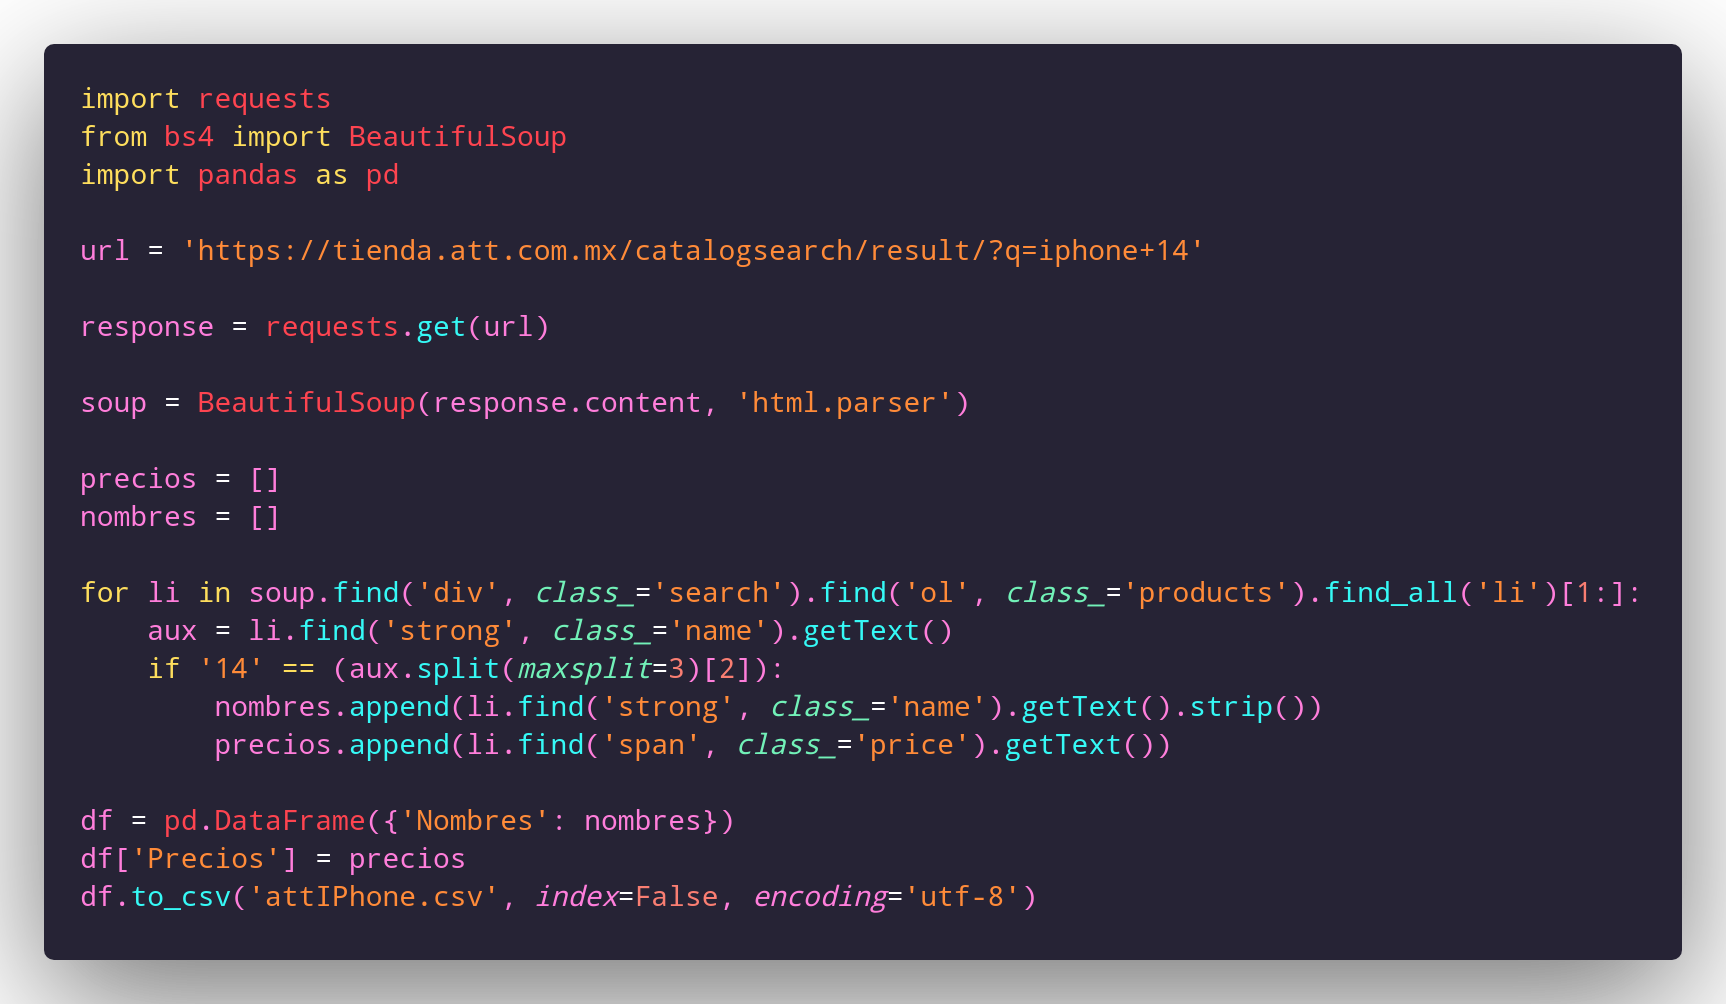 import requests
from bs4 import BeautifulSoup
import pandas as pd
url = 'https://tienda.att.com.mx/catalogsearch/result/?q=iphone+14'
response = requests.get(url)
soup = BeautifulSoup(response.content, 'html.parser')
precios = []
nombres = []
for li in soup.find('div', class_='search').find('ol', class_='products').find_all('li')[1:]:
    aux = li.find('strong', class_='name').getText()
    if '14' == (aux.split(maxsplit=3)[2]):
        nombres.append(li.find('strong', class_='name').getText().strip())
        precios.append(li.find('span', class_='price').getText())
df = pd.DataFrame({'Nombres': nombres})
df['Precios'] = precios
df.to_csv('attIPhone.csv', index=False, encoding='utf-8')